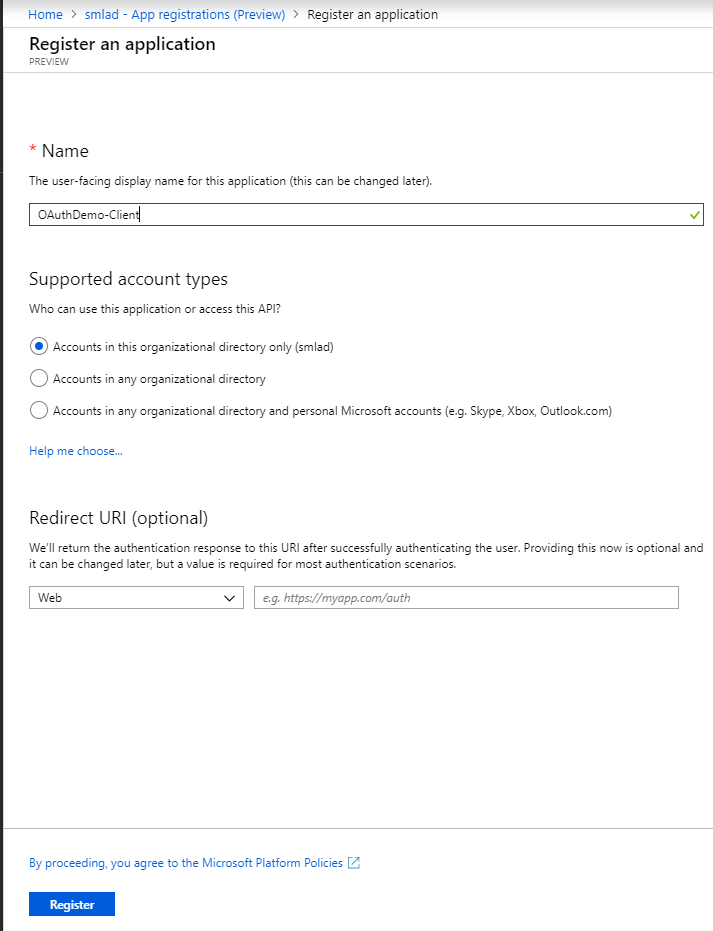 Home > smlad - App registrations (Preview) > Register an application
Register an application
PREVIEW
* Name
The user-facing display name for this application (this can be changed later).
OAuthDemo-Client
Supported account types
Who can use this application or access this API?
Accounts in this organizational directory only (smlad)
Accounts in any organizational directory
Accounts in any organizational directory and personal Microsoft accounts (e.g. Skype, Xbox, Outlook.com)
Help me choose...
Redirect URI (optional)
We'll return the authentication response to this URI after successfully authenticating the user. Providing this now is optional and
it can be changed later, but a value is required for most authentication scenarios.
Web e.g. https://myapp.com/auth
By proceeding, you agree to the Microsoft Platform Policies
Register